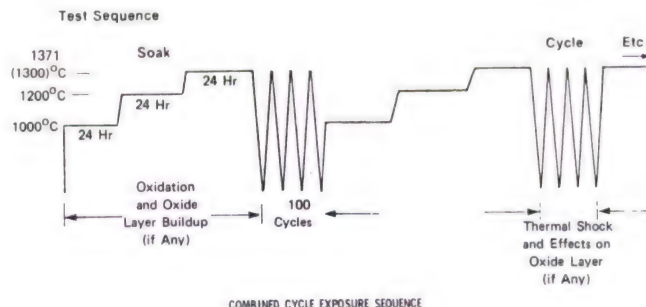 Test Sequence
1371
(1300)°C
Soak
Cycle
Etc
24 Hr
1200°C
24 Hr
1000°C
24 Hr
Oxidation
and Oxide
Layer Buildup
(if Any)
100
Cycles
Thermal Shock
and Effects on
Oxide Layer
(if Any)
COMBINED CYCLE EXPOSURE SEQUENCE